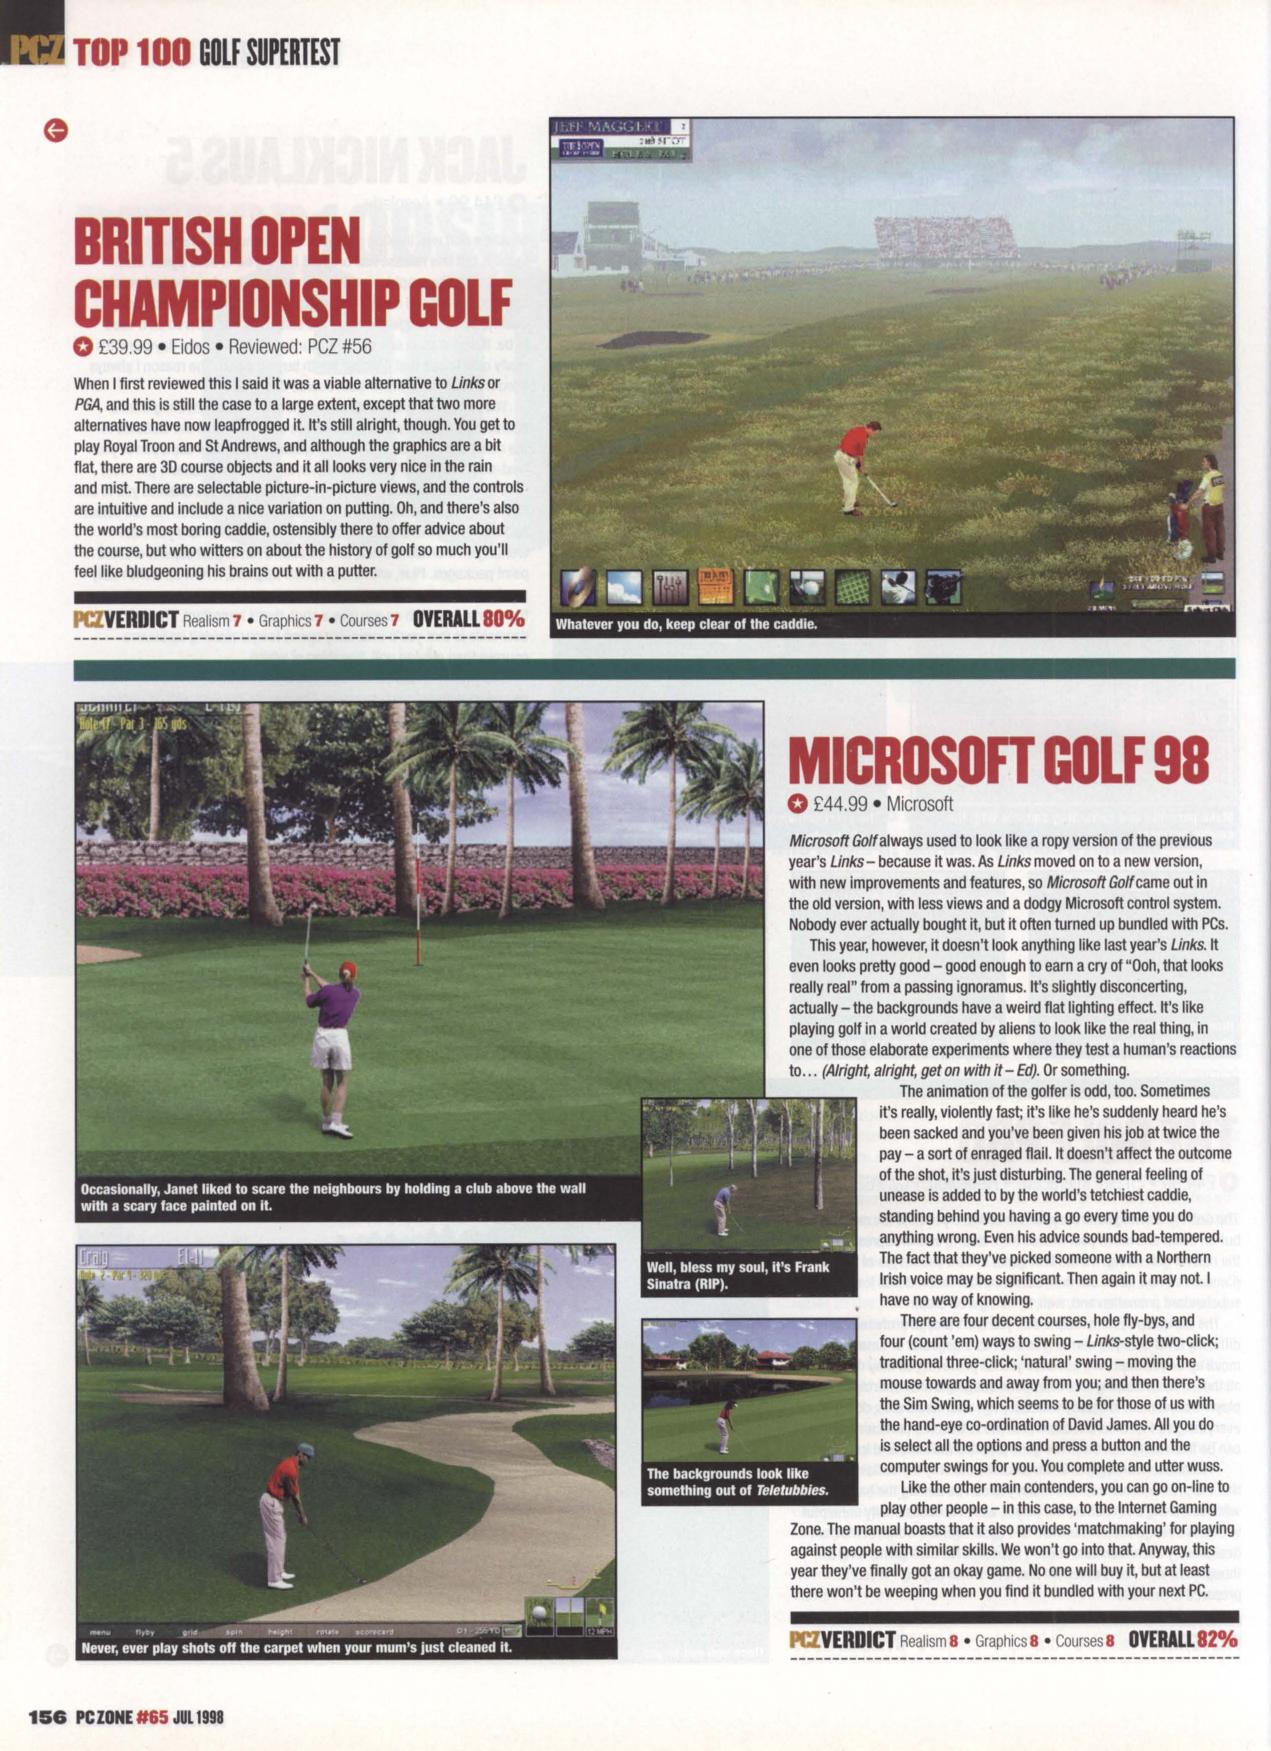 PCZ TOP 100 GOLF SUPERTEST
BRITISH OPEN
CHAMPIONSHIP GOLF
£39.99 • Eidos • Reviewed: PCZ #56
When I first reviewed this I said it was a viable alternative to Links or
PGA, and this is still the case to a large extent, except that two more
alternatives have now leapfrogged it. It's still alright, though. You get to
play Royal Troon and St Andrews, and although the graphics are a bit
flat, there are 3D course objects and it all looks very nice in the rain
and mist. There are selectable picture-in-picture views, and the controls
are intuitive and include a nice variation on putting. Oh, and there's also
the world's most boring caddie, ostensibly there to offer advice about
the course, but who witters on about the history of golf so much you'll
feel like bludgeoning his brains out with a putter.
PCZVERDICT Realism 7 • Graphics 7 • Courses 7 OVERALL 80%
JEFF MAGGERT 2
2nd SHOT
THE OPEN
Whatever you do, keep clear of the caddie.
Hole 17 - Par 3 - 165 yds
Occasionally, Janet liked to scare the neighbours by holding a club above the wall
with a scary face painted on it.
Well, bless my soul, it's Frank
Sinatra (RIP).
The backgrounds look like
something out of Teletubbies.
Craig
menu flyby grid spin height rotate scorecard
12 MPH
Never, ever play shots off the carpet when your mum's just cleaned it.
MICROSOFT GOLF 98
£44.99 • Microsoft
Microsoft Golf always used to look like a ropy version of the previous
year's Links – because it was. As Links moved on to a new version,
with new improvements and features, so Microsoft Golf came out in
the old version, with less views and a dodgy Microsoft control system.
Nobody ever actually bought it, but it often turned up bundled with PCs.
This year, however, it doesn't look anything like last year's Links. It
even looks pretty good – good enough to earn a cry of "Ooh, that looks
really real" from a passing ignoramus. It's slightly disconcerting,
actually – the backgrounds have a weird flat lighting effect. It's like
playing golf in a world created by aliens to look like the real thing, in
one of those elaborate experiments where they test a human's reactions
to… (Alright, alright, get on with it – Ed). Or something.
The animation of the golfer is odd, too. Sometimes
it's really, violently fast; it's like he's suddenly heard he's
been sacked and you've been given his job at twice the
pay – a sort of enraged flail. It doesn't affect the outcome
of the shot, it's just disturbing. The general feeling of
unease is added to by the world's tetchiest caddie,
standing behind you having a go every time you do
anything wrong. Even his advice sounds bad-tempered.
The fact that they've picked someone with a Northern
Irish voice may be significant. Then again it may not. I
have no way of knowing.
There are four decent courses, hole fly-bys, and
four (count 'em) ways to swing – Links-style two-click;
traditional three-click; 'natural' swing – moving the
mouse towards and away from you; and then there's
the Sim Swing, which seems to be for those of us with
the hand-eye co-ordination of David James. All you do
is select all the options and press a button and the
computer swings for you. You complete and utter wuss.
Like the other main contenders, you can go on-line to
play other people – in this case, to the Internet Gaming
Zone. The manual boasts that it also provides 'matchmaking' for playing
against people with similar skills. We won't go into that. Anyway, this
year they've finally got an okay game. No one will buy it, but at least
there won't be weeping when you find it bundled with your next PC.
PCZVERDICT Realism 8 • Graphics 8 • Courses 8 OVERALL 82%
156 PC ZONE #65 JUL 1998